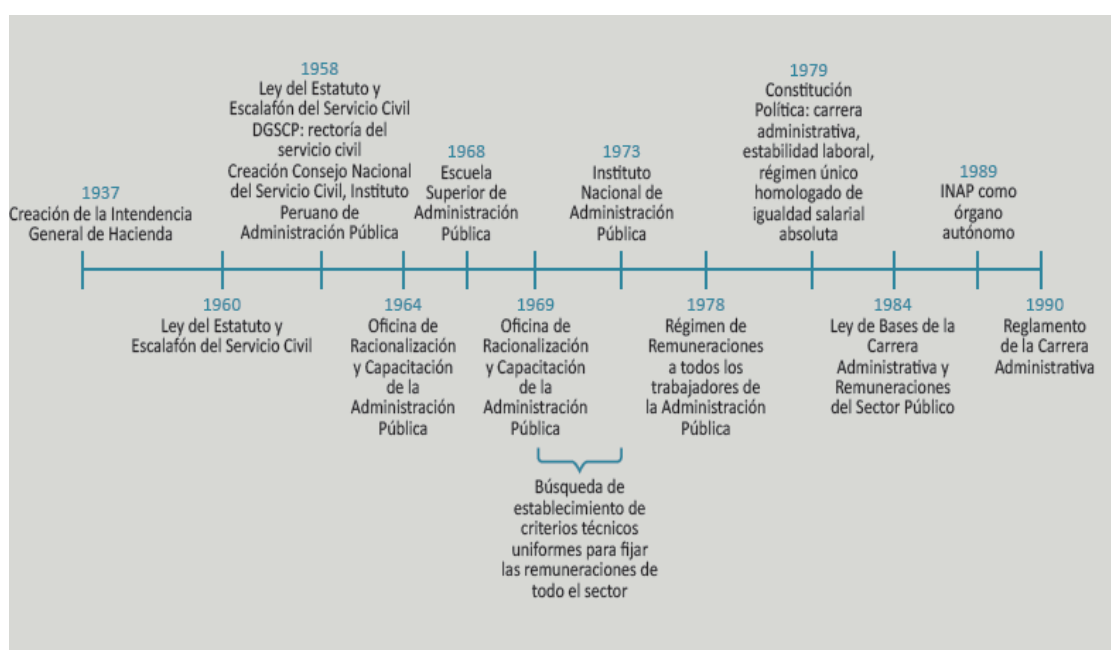 1937
Creación de la Intendencia
General de Hacienda
1958
Ley del Estatuto y
Escalafón del Servicio Civil
DGSCP: rectoría del
servicio civil
Creación Consejo Nacional
del Servicio Civil, Instituto
Peruano de
Administración Pública
1968
Escuela
Superior de
Administración
Pública
1973
Instituto
Nacional de
Administración
Pública
1979
Constitución
Política: carrera
administrativa,
estabilidad laboral,
régimen único
homologado de
igualdad salarial
absoluta
1989
INAP como
órgano
autónomo
1960
Ley del Estatuto y
Escalafón del Servicio Civil
1964
Oficina de
Racionalización
y Capacitación
de la
Administración
Pública
1969
Oficina de
Racionalización
y Capacitación
de la
Administración
Pública
1978
Régimen de
Remuneraciones
a todos los
trabajadores de
la Administración
Pública
1984
Ley de Bases de la
Carrera
Administrativa y
Remuneraciones
del Sector Público
1990
Reglamento
de la Carrera
Administrativa
Búsqueda de
establecimiento de
criterios técnicos
uniformes para fijar
las remuneraciones de
todo el sector